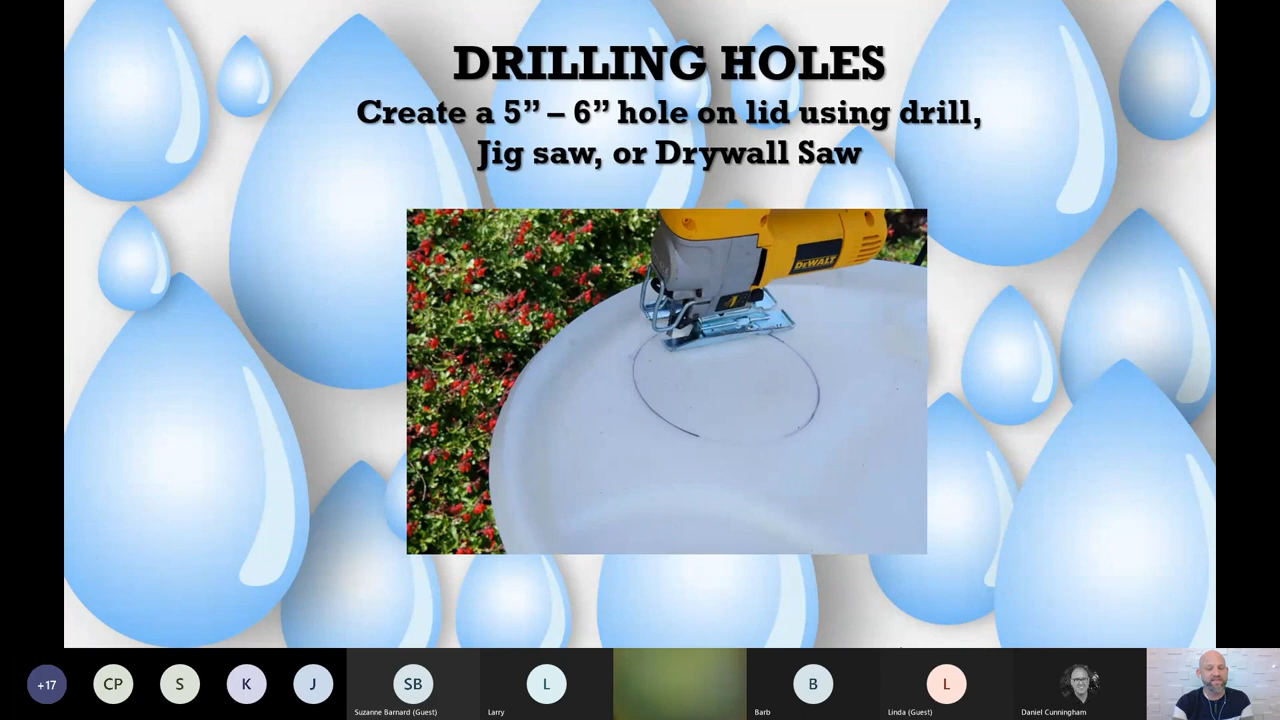 DRILLING HOLES
Create a 5” – 6” hole on lid using drill,
Jig saw, or Drywall Saw
DEWALT
+17
CP
S
K
J
SB
L
B
L
Suzanne Barnard (Guest)
Larry
Barb
Linda (Guest)
Daniel Cunningham